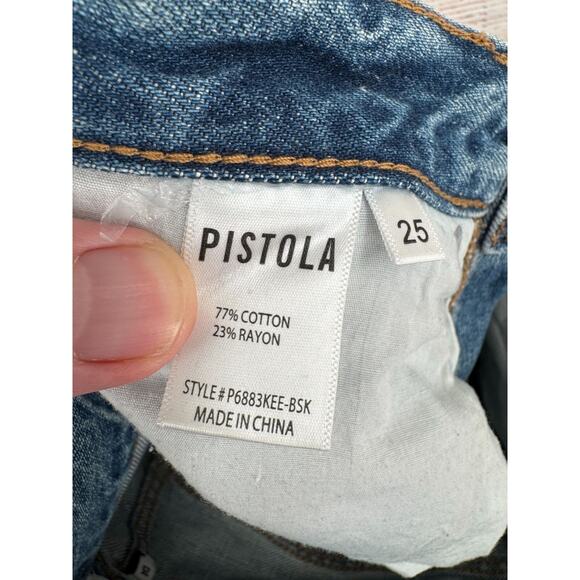 PISTOLA
25
77% COTTON
23% RAYON
STYLE# P6883KEE-BSK
MADE IN CHINA